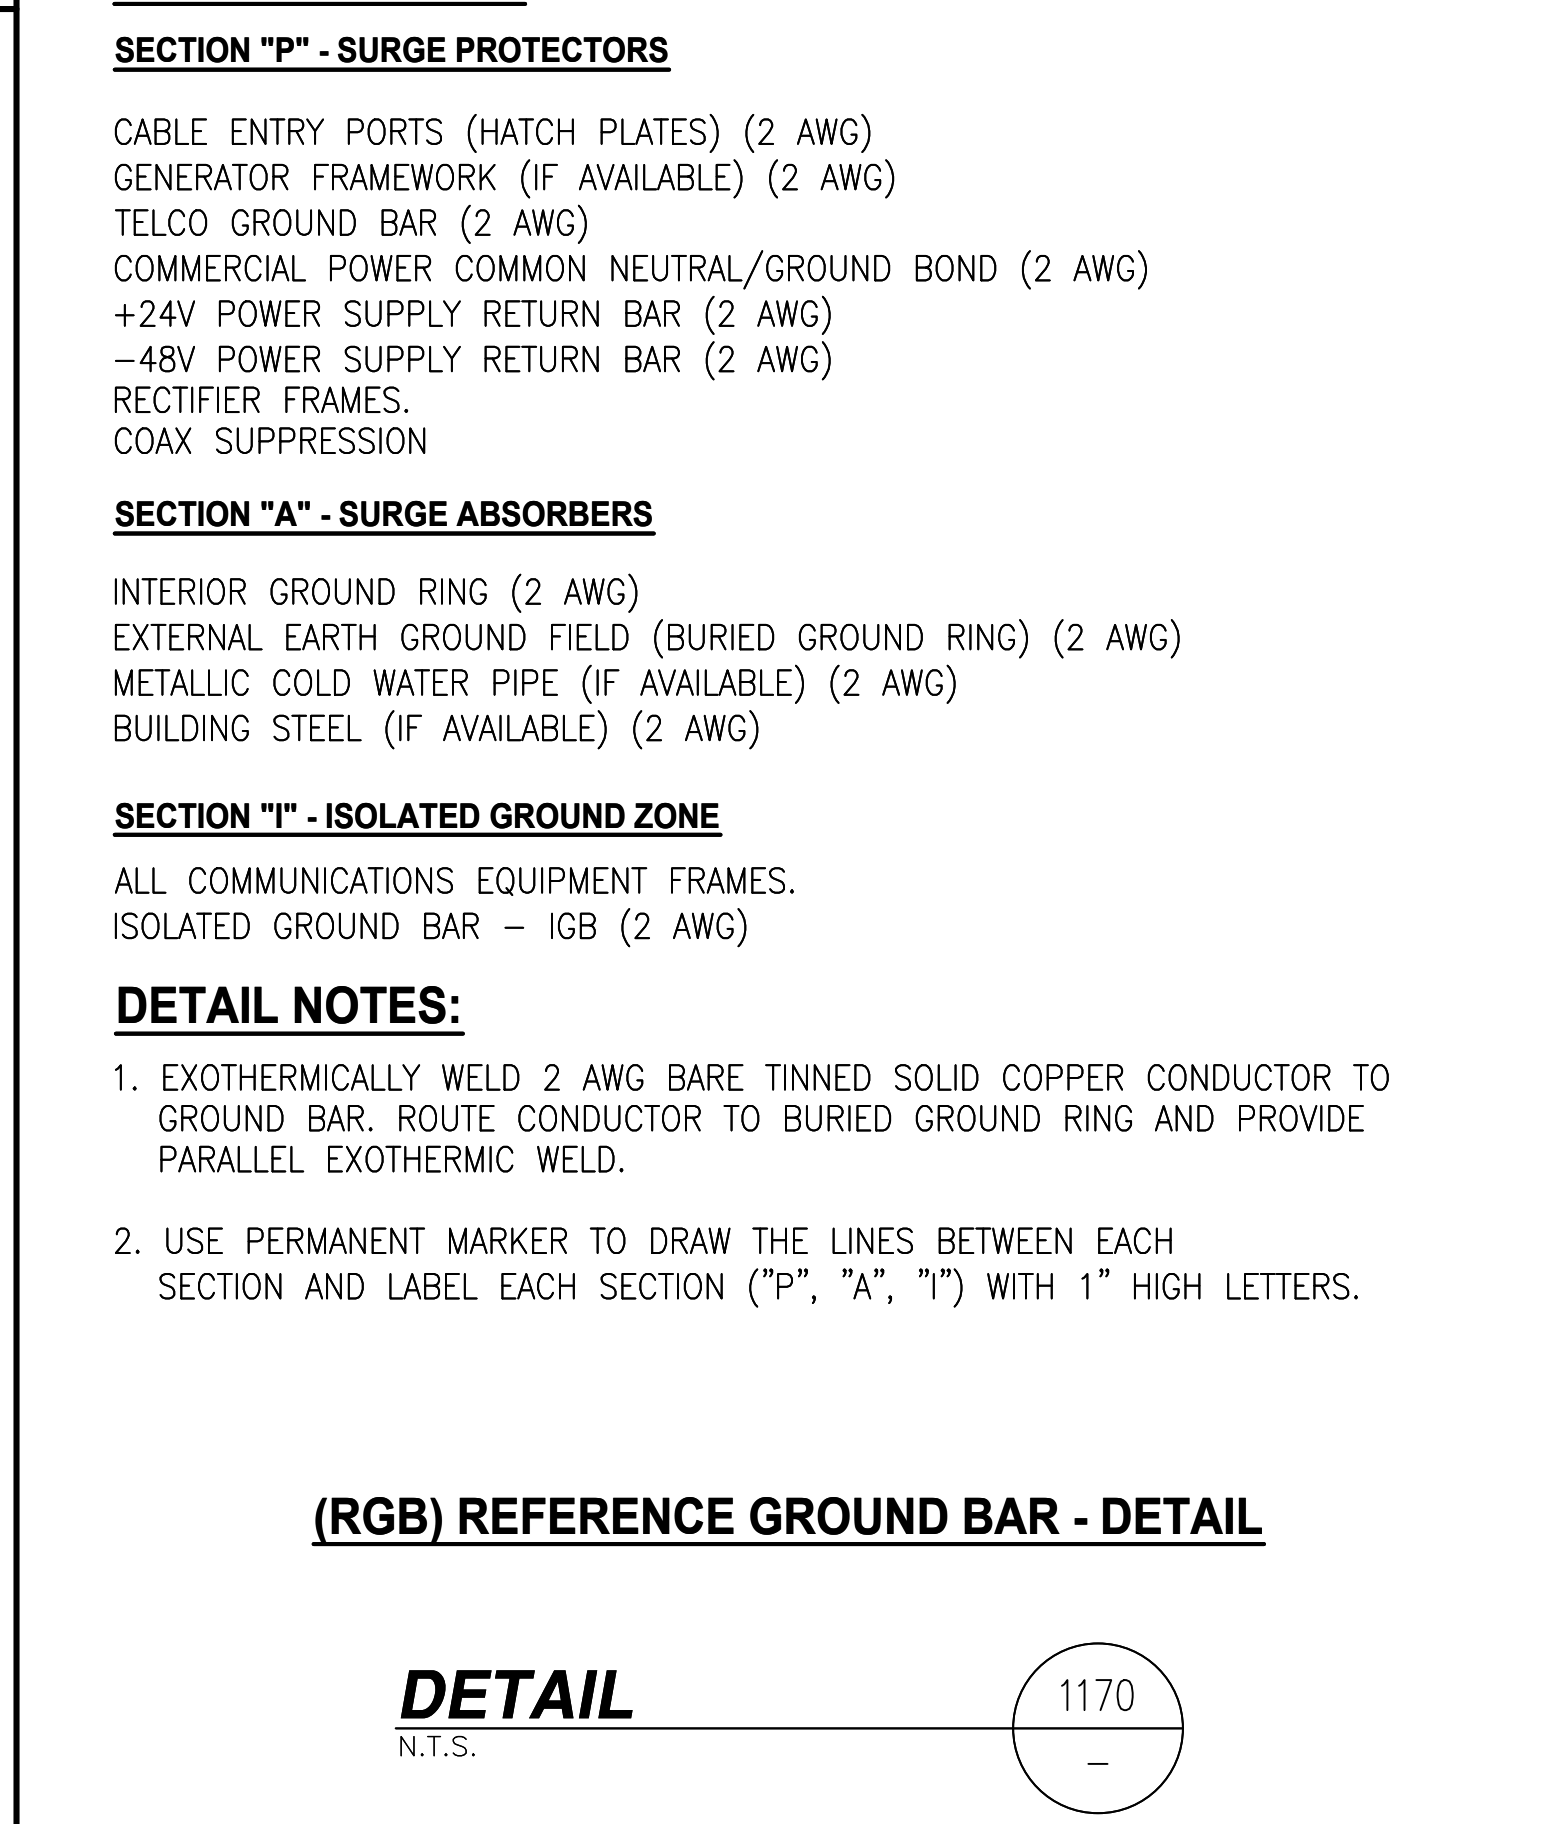 SECTION "P" - SURGE PROTECTORS
CABLE ENTRY PORTS (HATCH PLATES) (2 AWG)
GENERATOR FRAMEWORK (IF AVAILABLE) (2 AWG)
TELCO GROUND BAR (2 AWG)
COMMERCIAL POWER COMMON NEUTRAL/GROUND BOND (2 AWG)
+24V POWER SUPPLY RETURN BAR (2 AWG)
−48V POWER SUPPLY RETURN BAR (2 AWG)
RECTIFIER FRAMES.
COAX SUPPRESSION
SECTION "A" - SURGE ABSORBERS
INTERIOR GROUND RING (2 AWG)
EXTERNAL EARTH GROUND FIELD (BURIED GROUND RING) (2 AWG)
METALLIC COLD WATER PIPE (IF AVAILABLE) (2 AWG)
BUILDING STEEL (IF AVAILABLE) (2 AWG)
SECTION "I" - ISOLATED GROUND ZONE
ALL COMMUNICATIONS EQUIPMENT FRAMES.
ISOLATED GROUND BAR − IGB (2 AWG)
DETAIL NOTES:
1. EXOTHERMICALLY WELD 2 AWG BARE TINNED SOLID COPPER CONDUCTOR TO
GROUND BAR. ROUTE CONDUCTOR TO BURIED GROUND RING AND PROVIDE
PARALLEL EXOTHERMIC WELD.
2. USE PERMANENT MARKER TO DRAW THE LINES BETWEEN EACH
SECTION AND LABEL EACH SECTION ("P", "A", "I") WITH 1" HIGH LETTERS.
(RGB) REFERENCE GROUND BAR - DETAIL
DETAIL
1170
N.T.S.
−